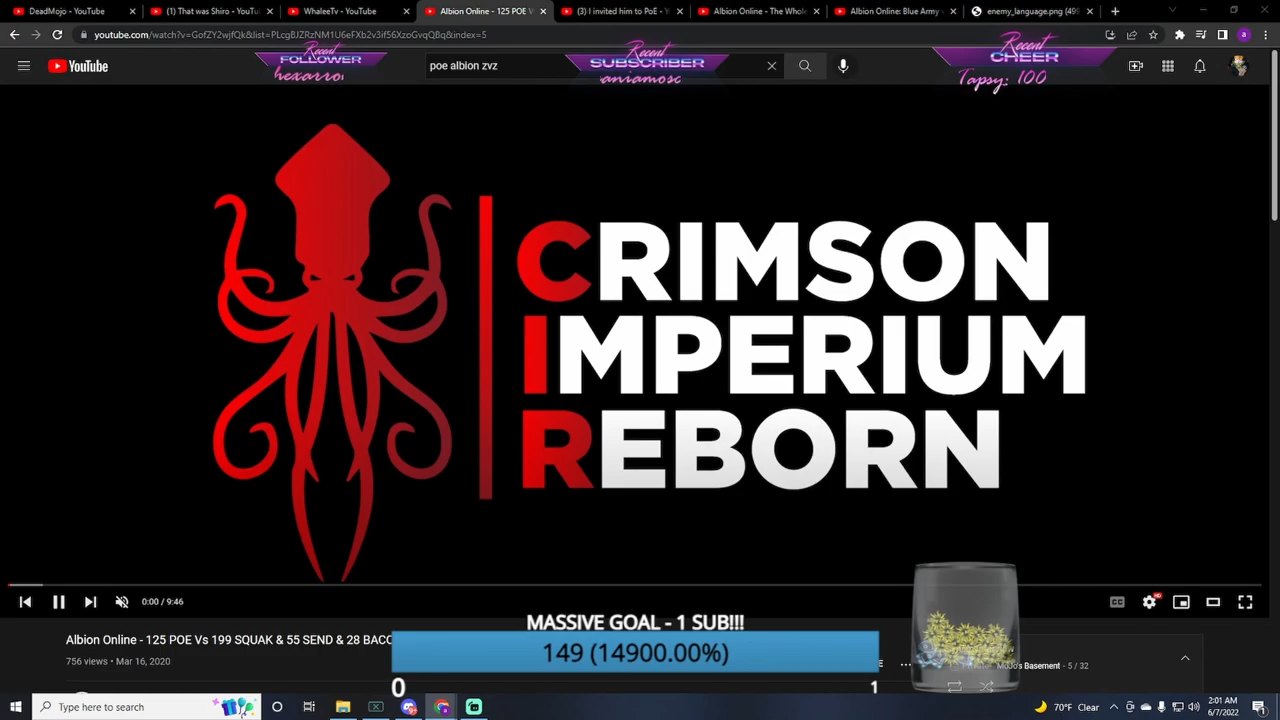 DeadMojo - YouTube
(1) That was Shiro - YouTu
WhaleeTv - YouTube
Albion Online - 125 POE V
(3) I invited him to PoE - Y
Albion Online - The Whole
Albion Online: Blue Army v
enemy_language.png (499
youtube.com/watch?v=GofZY2wjfQk&list=PLcgBJZRzNM1U6eFXb2v3if56XzoGvqQBq&index=5
Recent
FOLLOWER
hexarro
Recent
SUBSCRIBER
aniamosc
Recent
CHEER
Tapsy: 100
YouTube
poe albion zvz
CRIMSON
IMPERIUM
REBORN
0:00 / 9:46
CC
HD
MASSIVE GOAL - 1 SUB!!!
149 (14900.00%)
0
1
Albion Online - 125 POE Vs 199 SQUAK & 55 SEND & 28 BACC
756 views • Mar 16, 2020
MoJo's Basement - 5 / 32
Type here to search
70°F Clear
2:01 AM
6/7/2022